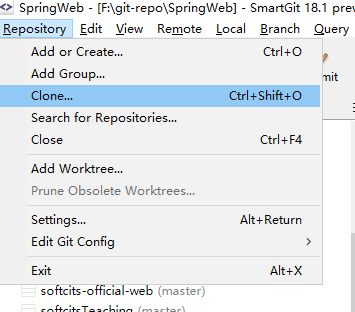 SpringWeb - [F:\git-repo\SpringWeb] - SmartGit 18.1 prev
Repository Edit View Remote Local Branch Query
Add or Create... Ctrl+O
Add Group...
Clone... Ctrl+Shift+O
Search for Repositories...
Close Ctrl+F4
Add Worktree...
Prune Obsolete Worktrees...
Settings... Alt+Return
Edit Git Config
Exit Alt+X
softcits-official-web (master)
softcitsTeaching (master)